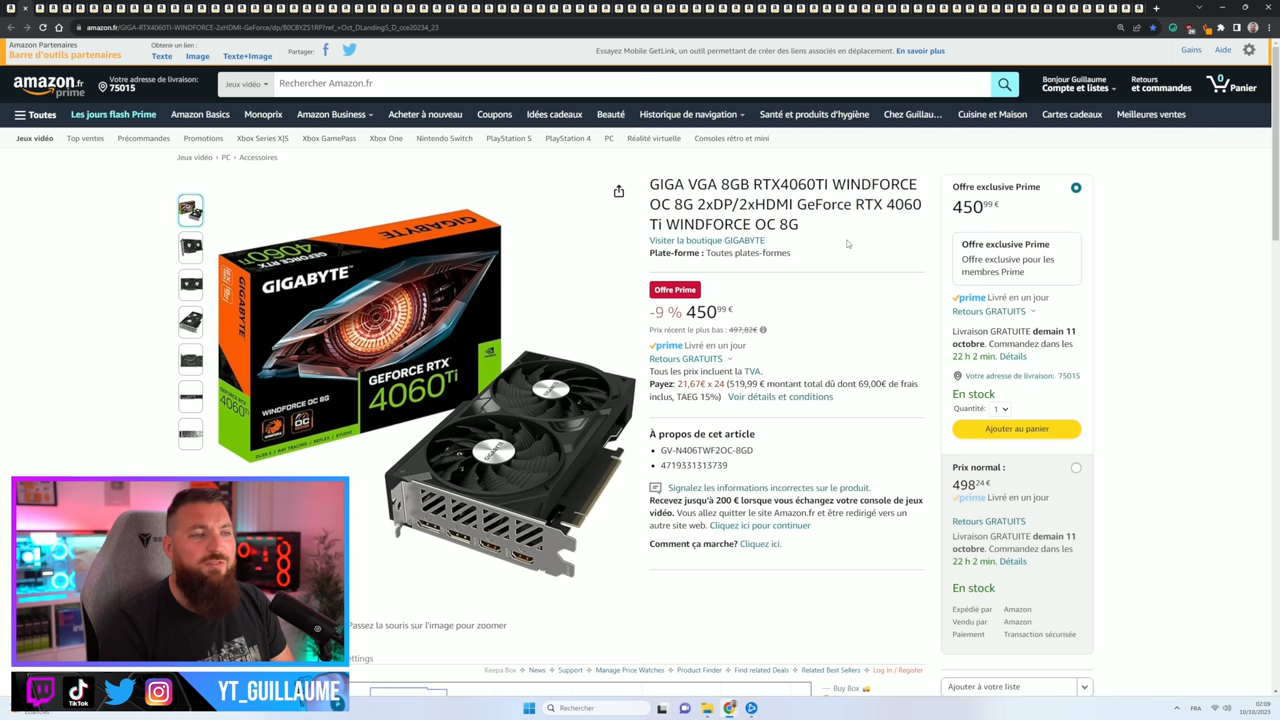 amazon.fr/GIGA-RTX4060TI-WINDFORCE-2xHDMI-GeForce/dp/B0CBYZS1RP?ref_=Oct_DLandingS_D_cce20234_23
Amazon Partenaires
Barre d'outils partenaires
Obtenir un lien :
Texte Image Texte+Image
Partager:
Essayez Mobile GetLink, un outil permettant de créer des liens associés en déplacement. En savoir plus
Gains Aide
amazon.fr
prime
Votre adresse de livraison:
75015
Jeux vidéo
Rechercher Amazon.fr
Bonjour Guillaume
Compte et listes
Retours
et commandes
0
Panier
Toutes Les jours flash Prime Amazon Basics Monoprix Amazon Business Acheter à nouveau Coupons Idées cadeaux Beauté Historique de navigation Santé et produits d'hygiène Chez Guillau... Cuisine et Maison Cartes cadeaux Meilleures ventes
Jeux vidéo Top ventes Précommandes Promotions Xbox Series X|S Xbox GamePass Xbox One Nintendo Switch PlayStation 5 PlayStation 4 PC Réalité virtuelle Consoles rétro et mini
Jeux vidéo › PC › Accessoires
GIGA VGA 8GB RTX4060TI WINDFORCE
OC 8G 2xDP/2xHDMI GeForce RTX 4060
Ti WINDFORCE OC 8G
Visiter la boutique GIGABYTE
Plate-forme : Toutes plates-formes
Offre Prime
-9 % 450,99 €
Prix récent le plus bas : 497,82€
prime Livré en un jour
Retours GRATUITS
Tous les prix incluent la TVA.
Payez: 21,67€ x 24 (519,99 € montant total dû dont 69,00€ de frais
inclus, TAEG 15%) Voir détails et conditions
À propos de cet article
• GV-N406TWF2OC-8GD
• 4719331313739
Signalez les informations incorrectes sur le produit.
Recevez jusqu'à 200 € lorsque vous échangez votre console de jeux
vidéo. Vous allez quitter le site Amazon.fr et être redirigé vers un
autre site web. Cliquez ici pour continuer
Comment ça marche? Cliquez ici.
GIGABYTE
GEFORCE RTX
4060Ti
GIGABYTE
GIGABYTE
GEFORCE RTX
4060Ti
WINDFORCE OC 8G
Passez la souris sur l'image pour zoomer
Offre exclusive Prime
450,99 €
Offre exclusive Prime
Offre exclusive pour les
membres Prime
prime Livré en un jour
Retours GRATUITS
Livraison GRATUITE demain 11
octobre. Commandez dans les
22 h 2 min. Détails
Votre adresse de livraison: 75015
En stock
Quantité: 1
Ajouter au panier
Prix normal :
498,24 €
prime Livré en un jour
Retours GRATUITS
Livraison GRATUITE demain 11
octobre. Commandez dans les
22 h 2 min. Détails
En stock
Expédié par Amazon
Vendu par Amazon
Paiement Transaction sécurisée
Ajouter à votre liste
ettings
Keepa Box News Support Manage Price Watches Product Finder Find related Deals Related Best Sellers Log In / Register
Buy Box
TikTok
YT_GUILLAUME
Rechercher
FRA
02:09
10/10/2023